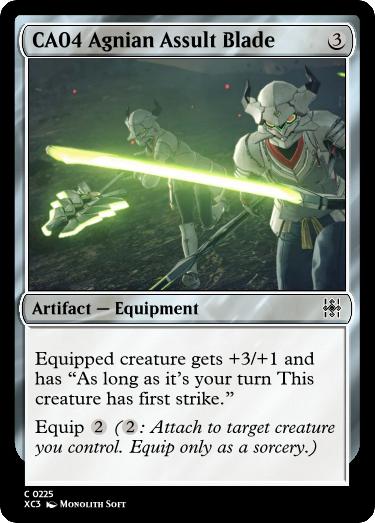 CA04 Agnian Assult Blade 3
Artifact — Equipment
Equipped creature gets +3/+1 and
has “As long as it’s your turn This
creature has first strike.”
Equip 2 (2: Attach to target creature
you control. Equip only as a sorcery.)
C 0225
XC3 Monolith Soft